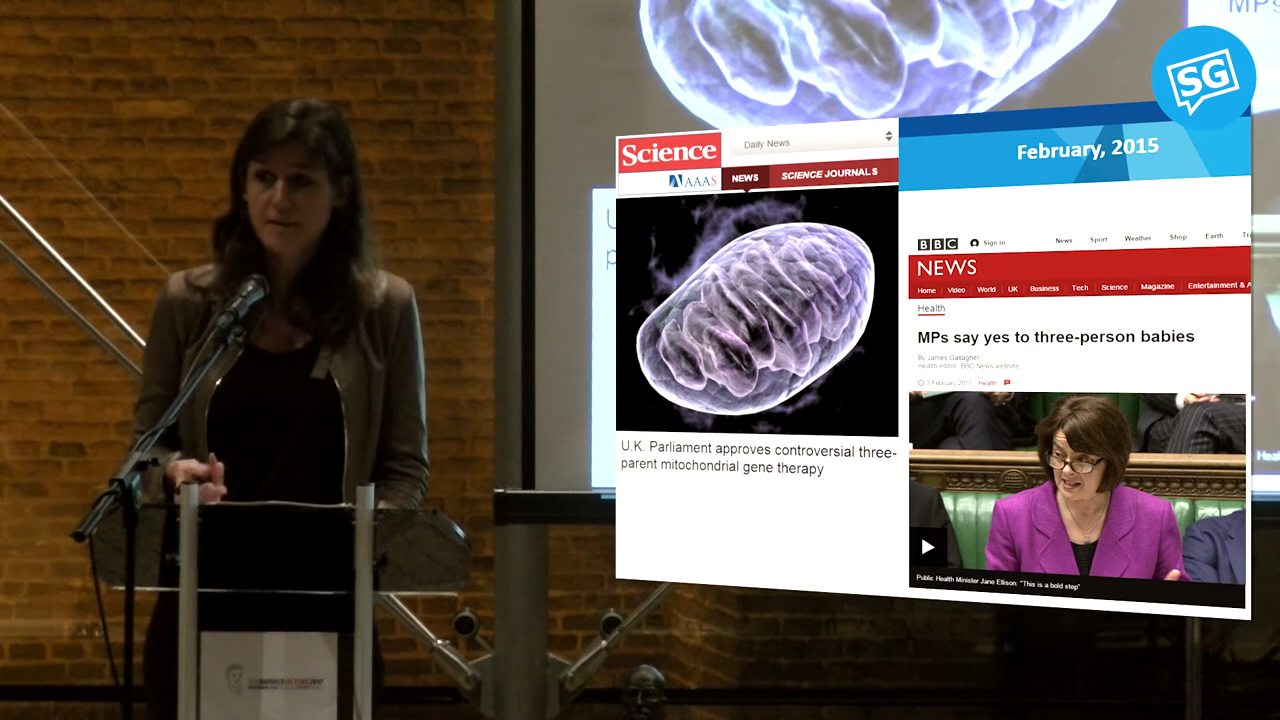 MPs
SG
Science
AAAS
Daily News
NEWS
SCIENCE JOURNALS
U.K. Parliament approves controversial three-
parent mitochondrial gene therapy
February, 2015
BBC
Sign in
News
Sport
Weather
Shop
Earth
NEWS
Home
Video
World
UK
Business
Tech
Science
Magazine
Entertainment & A
Health
MPs say yes to three-person babies
By James Gallagher
Health editor, BBC News website
3 February 2015
Health
Public Health Minister Jane Ellison: "This is a bold step"